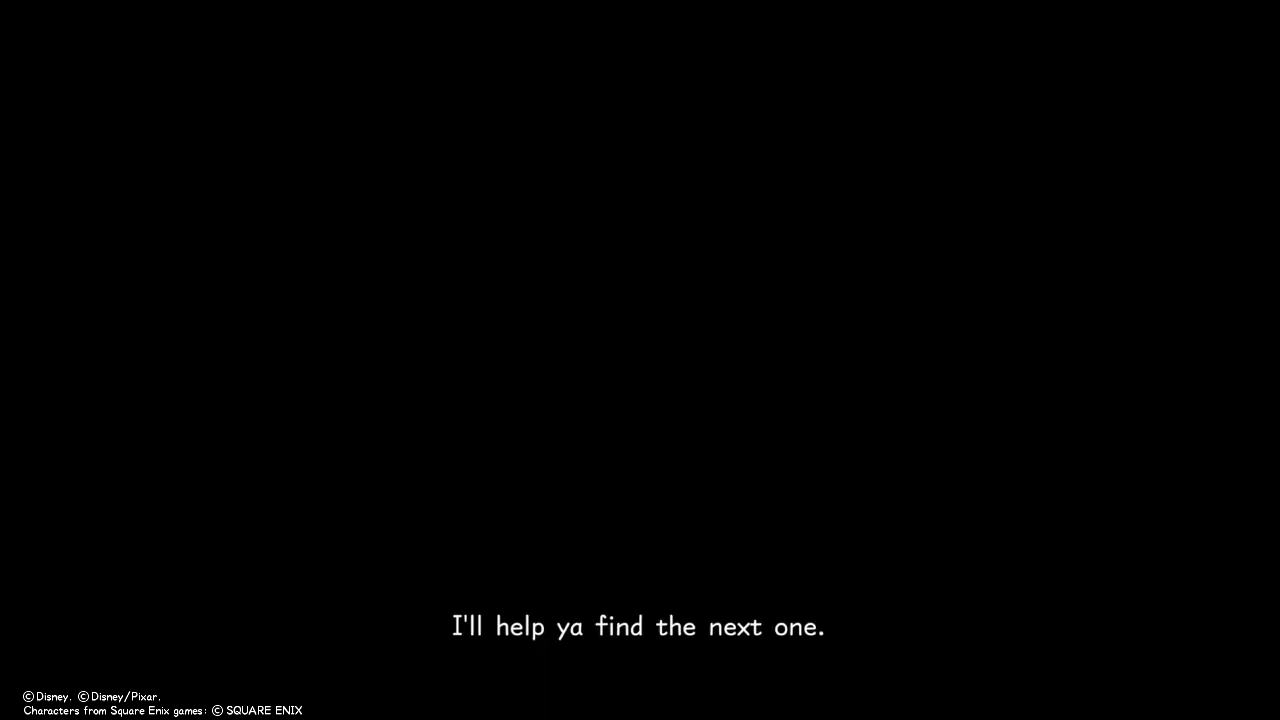 I'll help ya find the next one.
©Disney. ©Disney/Pixar.
Characters from Square Enix games: © SQUARE ENIX